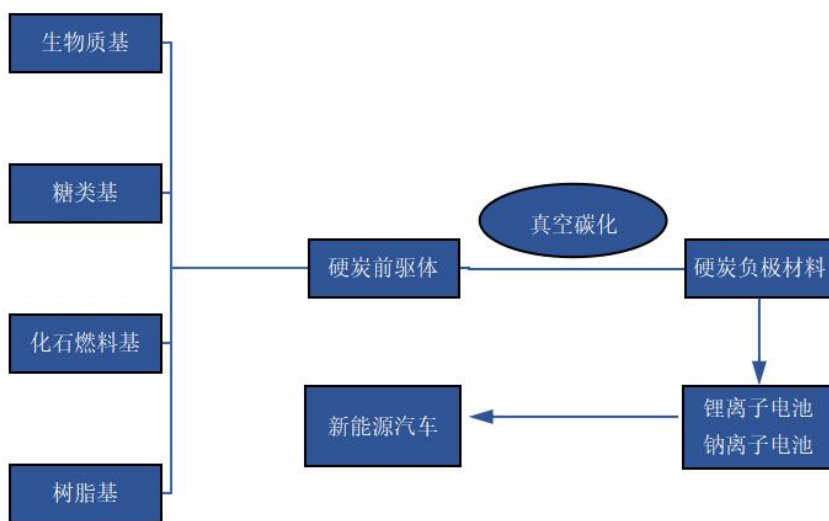 生物质基
糖类基
化石燃料基
树脂基
硬炭前驱体
真空碳化
硬炭负极材料
锂离子电池
钠离子电池
新能源汽车